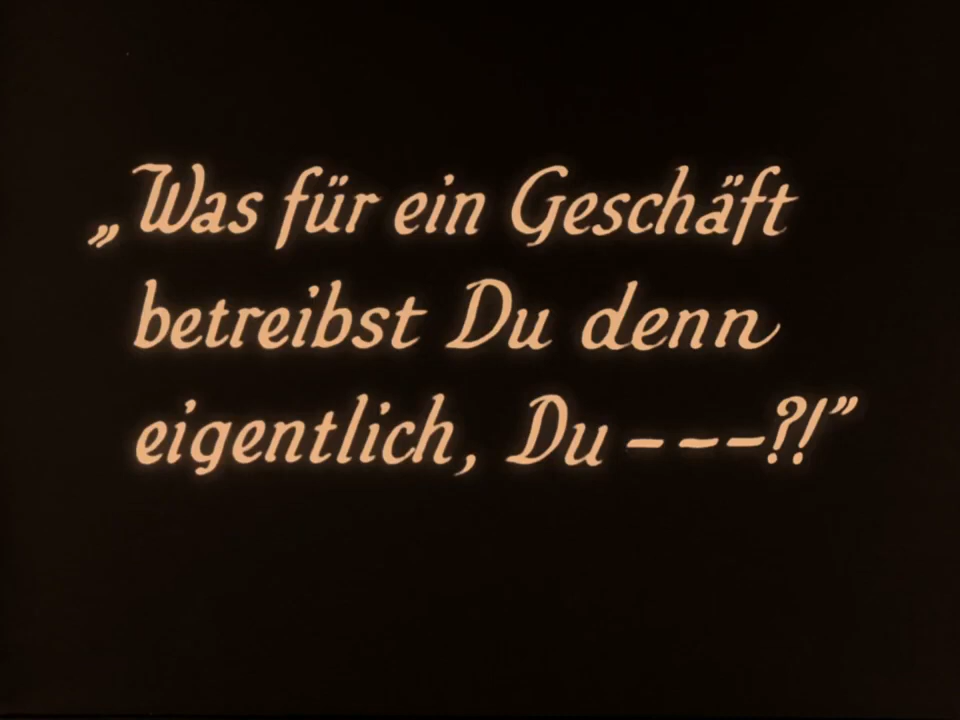 „Was für ein Geschäft
betreibst Du denn
eigentlich, Du – – –?!”